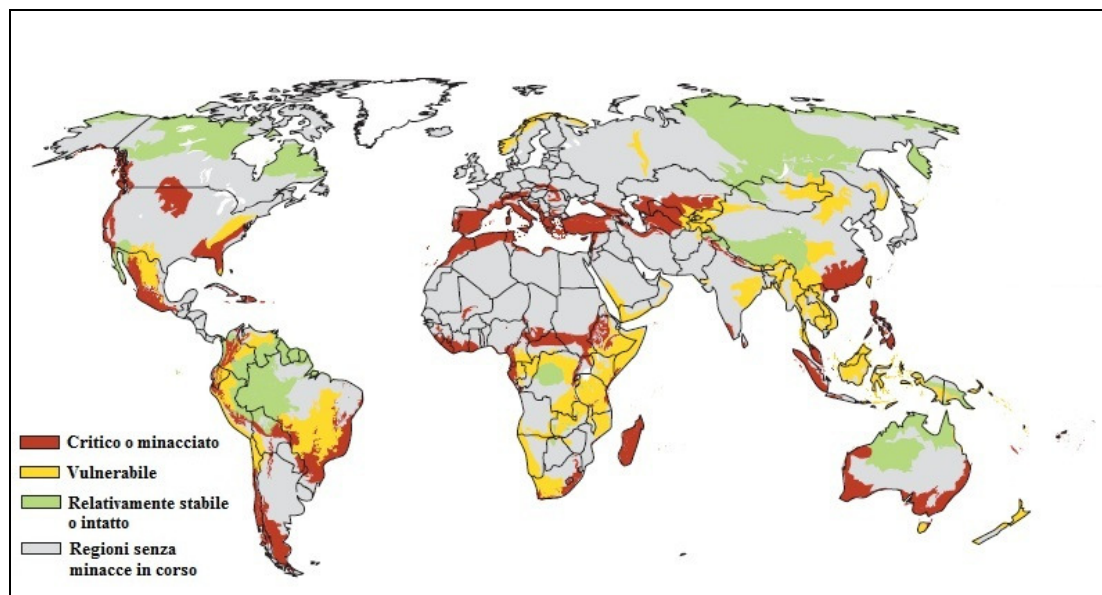 Critico o minacciato
Vulnerabile
Relativamente stabile
o intatto
Regioni senza
minacce in corso